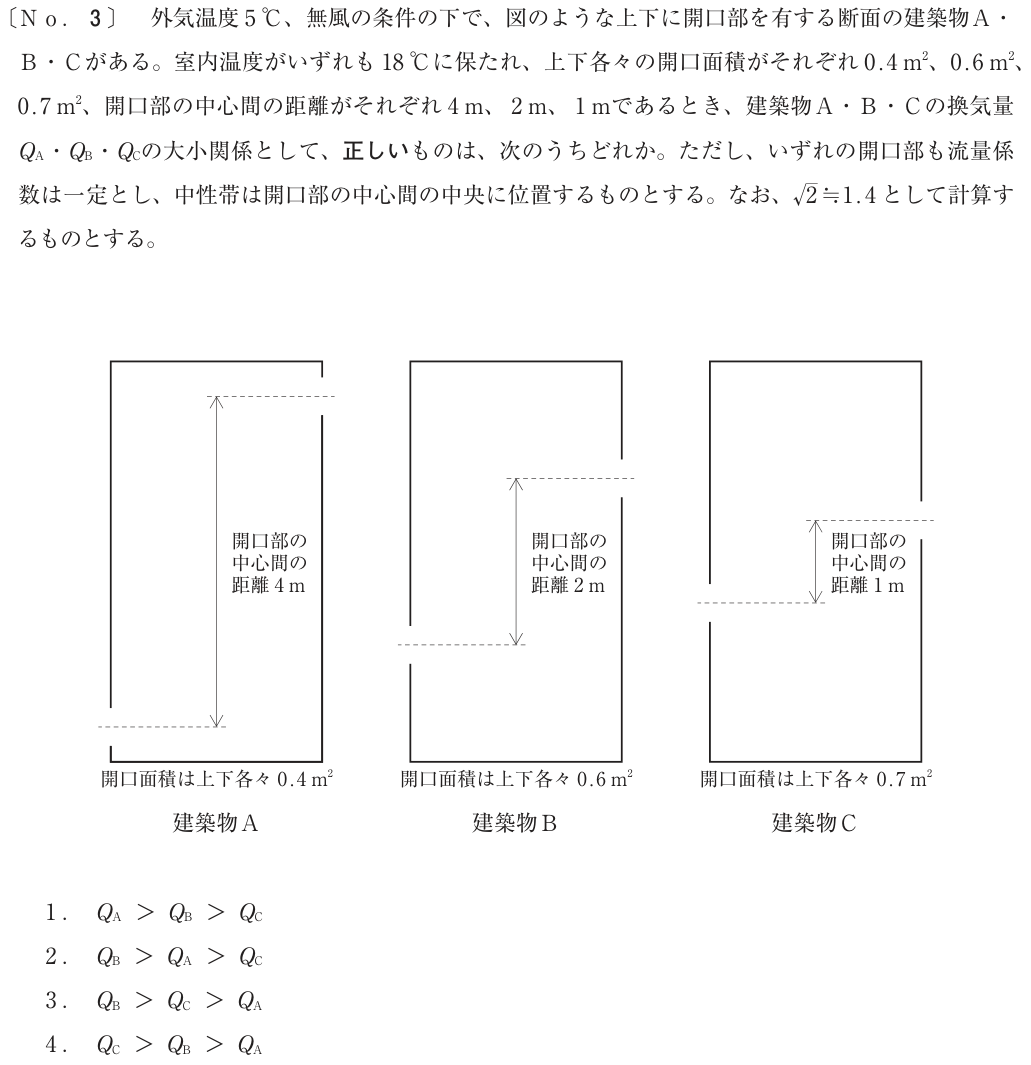 〔Ｎｏ．３〕　外気温度５℃、無風の条件の下で、図のような上下に開口部を有する断面の建築物Ａ・
Ｂ・Ｃがある。室内温度がいずれも 18 ℃に保たれ、上下各々の開口面積がそれぞれ 0.4 m²、0.6 m²、
0.7 m²、開口部の中心間の距離がそれぞれ４m、２m、１mであるとき、建築物Ａ・Ｂ・Ｃの換気量
QA・QB・QCの大小関係として、正しいものは、次のうちどれか。ただし、いずれの開口部も流量係
数は一定とし、中性帯は開口部の中心間の中央に位置するものとする。なお、√2≒1.4 として計算す
るものとする。
開口部の
中心間の
距離４m
開口部の
中心間の
距離２m
開口部の
中心間の
距離１m
開口面積は上下各々 0.4 m²
開口面積は上下各々 0.6 m²
開口面積は上下各々 0.7 m²
建築物Ａ
建築物Ｂ
建築物Ｃ
１． QA ＞ QB ＞ QC
２． QB ＞ QA ＞ QC
３． QB ＞ QC ＞ QA
４． QC ＞ QB ＞ QA